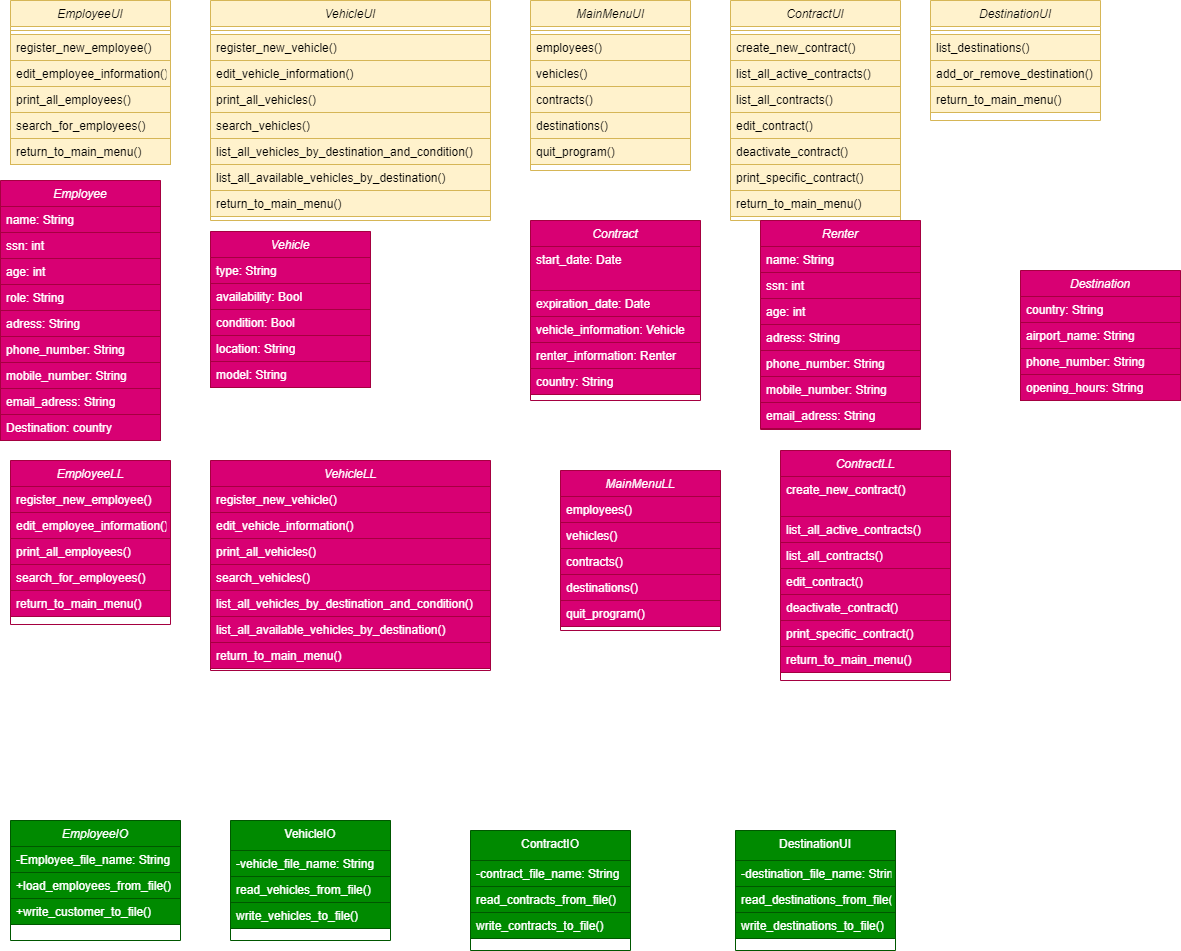 EmployeeUI
register_new_employee()
edit_employee_information()
print_all_employees()
search_for_employees()
return_to_main_menu()
VehicleUI
register_new_vehicle()
edit_vehicle_information()
print_all_vehicles()
search_vehicles()
list_all_vehicles_by_destination_and_condition()
list_all_available_vehicles_by_destination()
return_to_main_menu()
MainMenuUI
employees()
vehicles()
contracts()
destinations()
quit_program()
ContractUI
create_new_contract()
list_all_active_contracts()
list_all_contracts()
edit_contract()
deactivate_contract()
print_specific_contract()
return_to_main_menu()
DestinationUI
list_destinations()
add_or_remove_destination()
return_to_main_menu()
Employee
name: String
ssn: int
age: int
role: String
adress: String
phone_number: String
mobile_number: String
email_adress: String
Destination: country
Vehicle
type: String
availability: Bool
condition: Bool
location: String
model: String
Contract
start_date: Date
expiration_date: Date
vehicle_information: Vehicle
renter_information: Renter
country: String
Renter
name: String
ssn: int
age: int
adress: String
phone_number: String
mobile_number: String
email_adress: String
Destination
country: String
airport_name: String
phone_number: String
opening_hours: String
EmployeeLL
register_new_employee()
edit_employee_information()
print_all_employees()
search_for_employees()
return_to_main_menu()
VehicleLL
register_new_vehicle()
edit_vehicle_information()
print_all_vehicles()
search_vehicles()
list_all_vehicles_by_destination_and_condition()
list_all_available_vehicles_by_destination()
return_to_main_menu()
MainMenuLL
employees()
vehicles()
contracts()
destinations()
quit_program()
ContractLL
create_new_contract()
list_all_active_contracts()
list_all_contracts()
edit_contract()
deactivate_contract()
print_specific_contract()
return_to_main_menu()
EmployeeIO
-Employee_file_name: String
+load_employees_from_file()
+write_customer_to_file()
VehicleIO
-vehicle_file_name: String
read_vehicles_from_file()
write_vehicles_to_file()
ContractIO
-contract_file_name: String
read_contracts_from_file()
write_contracts_to_file()
DestinationUI
-destination_file_name: Strin
read_destinations_from_file(
write_destinations_to_file()